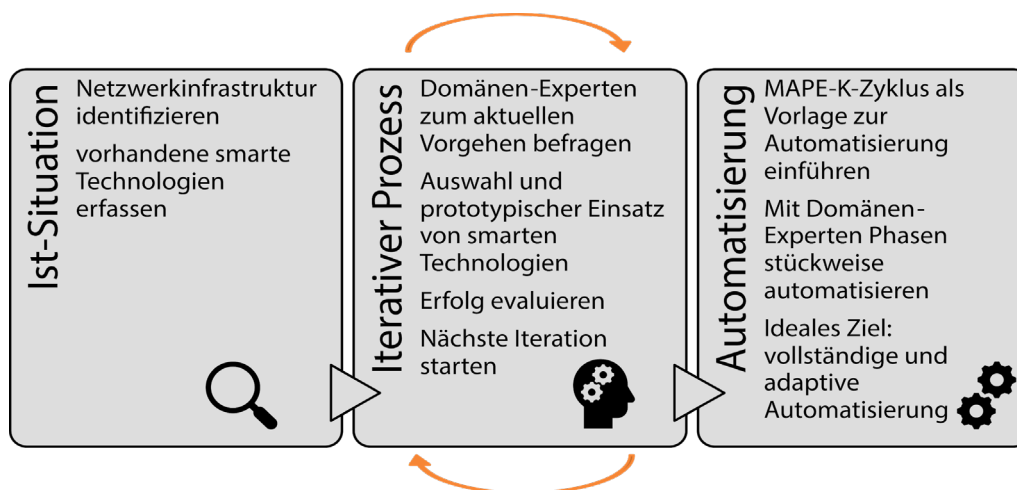 Ist-Situation
Netzwerkinfrastruktur
identifizieren
vorhandene smarte
Technologien
erfassen
Iterativer Prozess
Domänen-Experten
zum aktuellen
Vorgehen befragen
Auswahl und
prototypischer Einsatz
von smarten
Technologien
Erfolg evaluieren
Nächste Iteration
starten
Automatisierung
MAPE-K-Zyklus als
Vorlage zur
Automatisierung
einführen
Mit Domänen-
Experten Phasen
stückweise
automatisieren
Ideales Ziel:
vollständige und
adaptive
Automatisierung